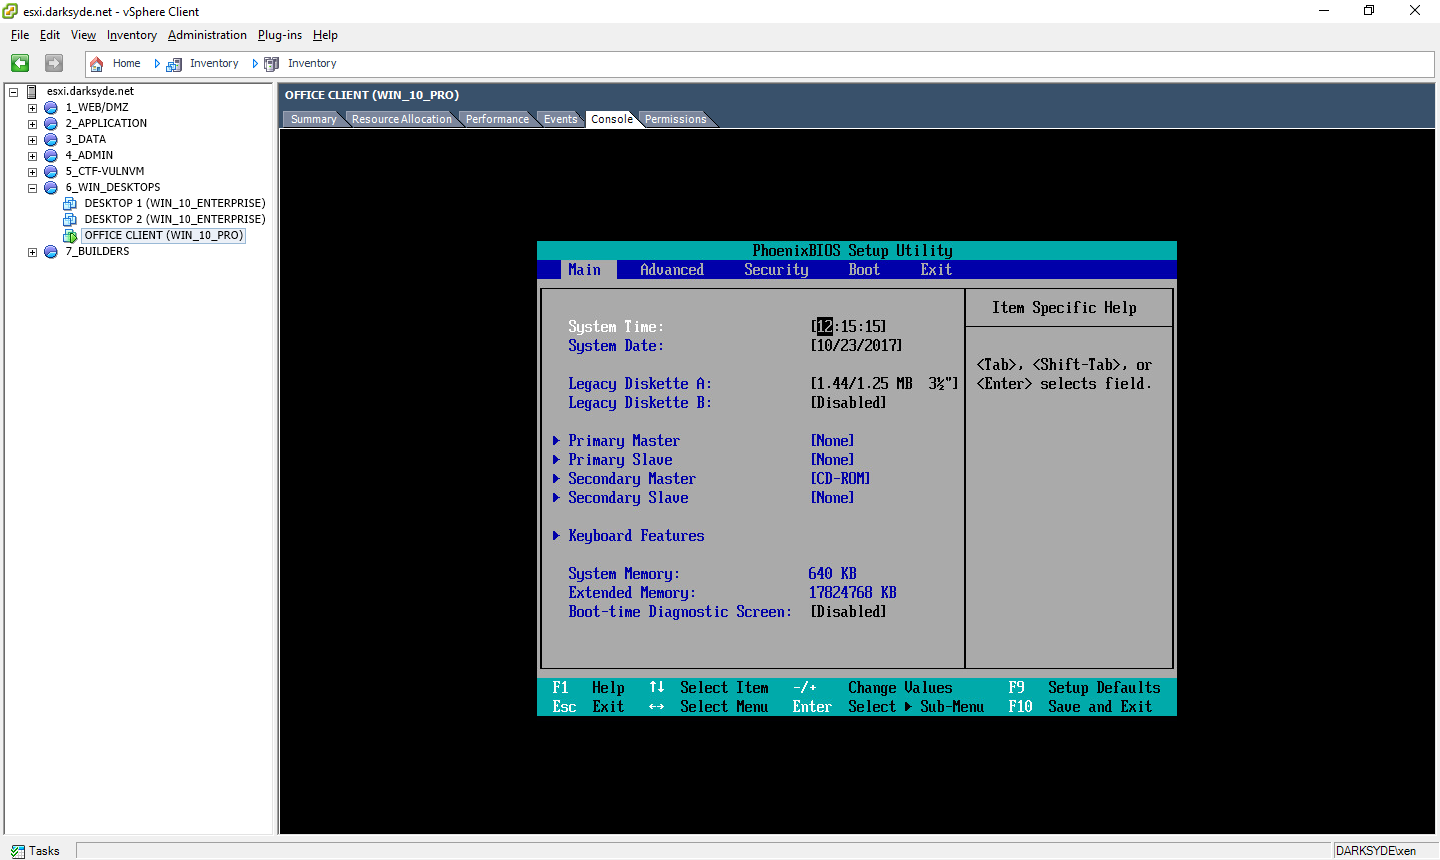 esxi.darksyde.net - vSphere Client
File Edit View Inventory Administration Plug-ins Help
Home Inventory Inventory
esxi.darksyde.net
1_WEB/DMZ
2_APPLICATION
3_DATA
4_ADMIN
5_CTF-VULNVM
6_WIN_DESKTOPS
DESKTOP 1 (WIN_10_ENTERPRISE)
DESKTOP 2 (WIN_10_ENTERPRISE)
OFFICE CLIENT (WIN_10_PRO)
7_BUILDERS
OFFICE CLIENT (WIN_10_PRO)
Summary Resource Allocation Performance Events Console Permissions
PhoenixBIOS Setup Utility
Main Advanced Security Boot Exit
System Time: [12:15:15]
System Date: [10/23/2017]
Legacy Diskette A: [1.44/1.25 MB 3½"]
Legacy Diskette B: [Disabled]
Primary Master [None]
Primary Slave [None]
Secondary Master [CD-ROM]
Secondary Slave [None]
Keyboard Features
System Memory: 640 KB
Extended Memory: 17824768 KB
Boot-time Diagnostic Screen: [Disabled]
Item Specific Help
<Tab>, <Shift-Tab>, or
<Enter> selects field.
F1 Help ↑↓ Select Item -/+ Change Values F9 Setup Defaults
Esc Exit ↔ Select Menu Enter Select ▶ Sub-Menu F10 Save and Exit
Tasks
DARKSYDE\xen